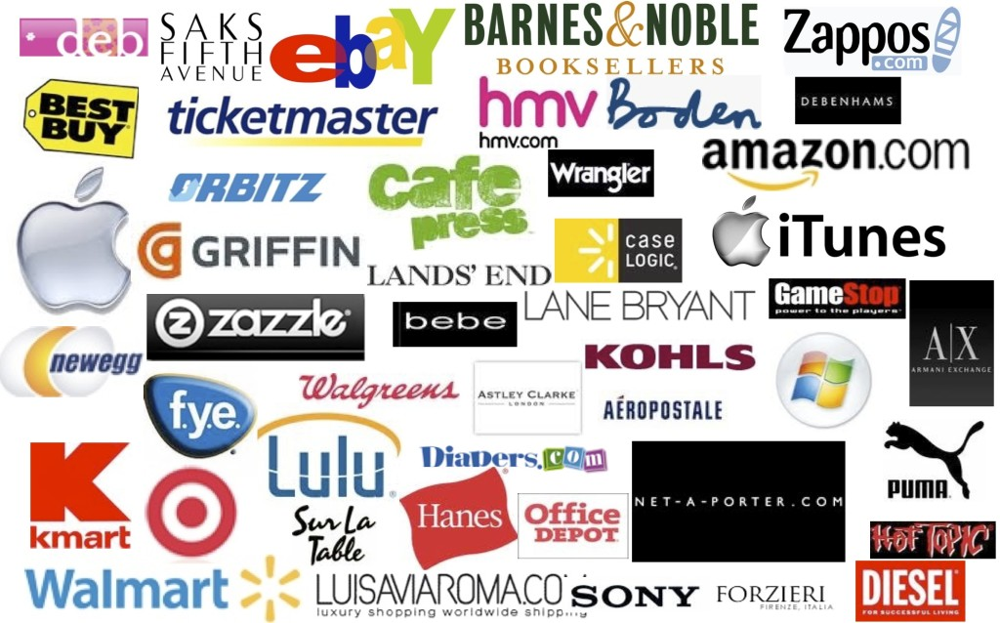 deb
SAKS
FIFTH
AVENUE
ebaY
BARNES&NOBLE
BOOKSELLERS
Zappos
.com
BEST
BUY
ticketmaster
hmv
hmv.com
Boden
DEBENHAMS
amazon.com
ORBITZ
cafe
press
Wrangler
GRIFFIN
case
LOGIC
iTunes
LANDS' END
LANE BRYANT
GameStop
power to the players
A|X
ARMANI EXCHANGE
zazzle
bebe
newegg
KOHLS
f.y.e.
Walgreens
ASTLEY CLARKE
LONDON
AÉROPOSTALE
Lulu
Diapers.com
PUMA
kmart
Sur La
Table
Hanes
Office
DEPOT
NET-A-PORTER.COM
HOT TOPIC
Walmart
LUISAVIAROMA.CO
luxury shopping worldwide shipping
SONY
FORZIERI
FIRENZE, ITALIA
DIESEL
FOR SUCCESSFUL LIVING